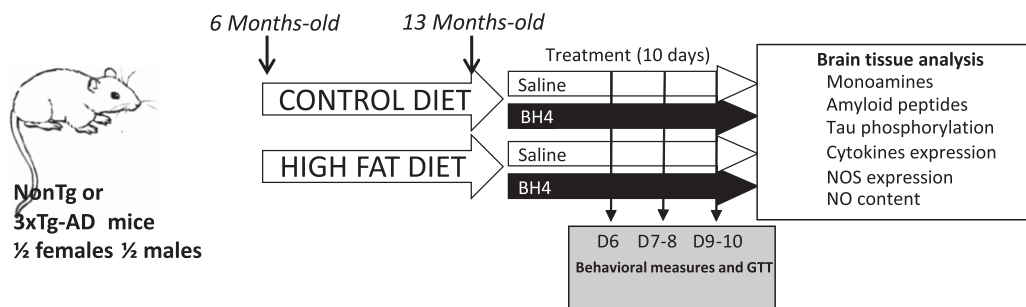 6 Months-old
13 Months-old
Treatment (10 days)
CONTROL DIET
Saline
BH4
HIGH FAT DIET
Saline
BH4
NonTg or
3xTg-AD mice
½ females ½ males
D6 D7-8 D9-10
Behavioral measures and GTT
Brain tissue analysis
Monoamines
Amyloid peptides
Tau phosphorylation
Cytokines expression
NOS expression
NO content